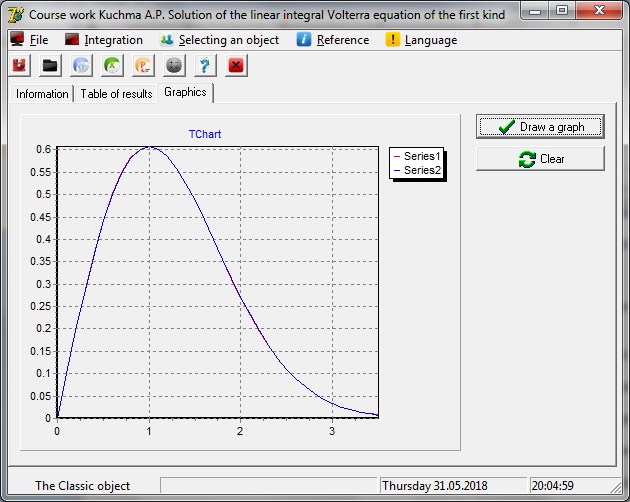 Course work Kuchma A.P. Solution of the linear integral Volterra equation of the first kind
File Integration Selecting an object Reference Language
Information Table of results Graphics
Draw a graph
Clear
TChart
Series1
Series2
0.6
0.55
0.5
0.45
0.4
0.35
0.3
0.25
0.2
0.15
0.1
0.05
0
0 1 2 3
The Classic object Thursday 31.05.2018 20:04:59